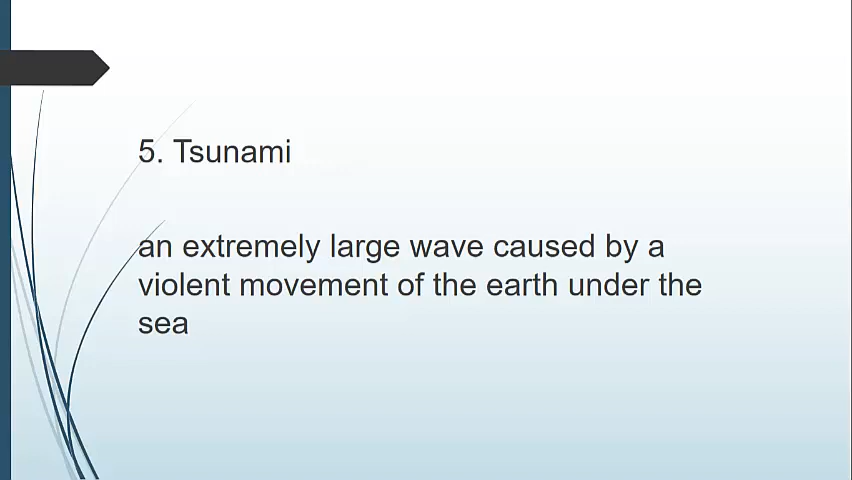 5. Tsunami
an extremely large wave caused by a
violent movement of the earth under the
sea